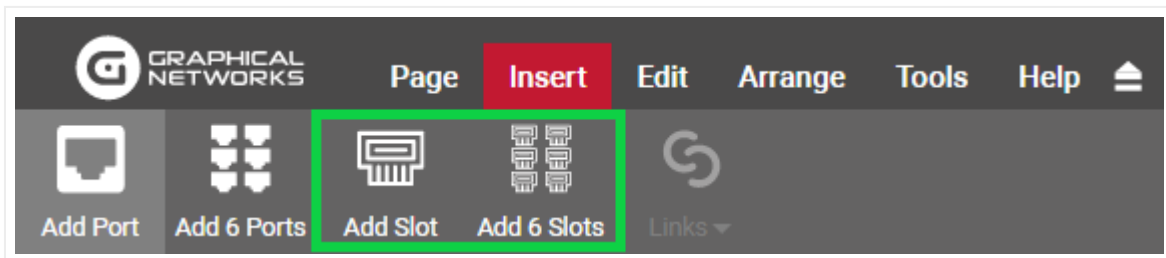 GRAPHICAL
NETWORKS
Page Insert Edit Arrange Tools Help
Add Port Add 6 Ports Add Slot Add 6 Slots Links